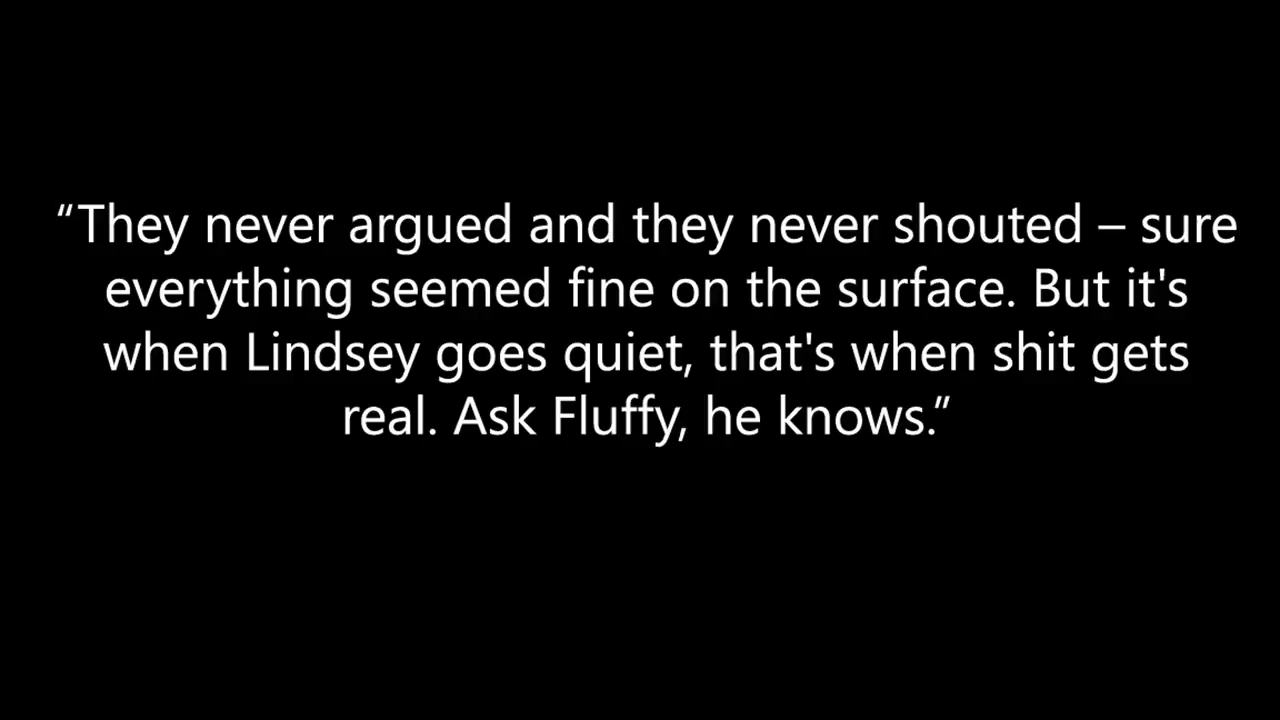 “They never argued and they never shouted – sure
everything seemed fine on the surface. But it's
when Lindsey goes quiet, that's when shit gets
real. Ask Fluffy, he knows.”